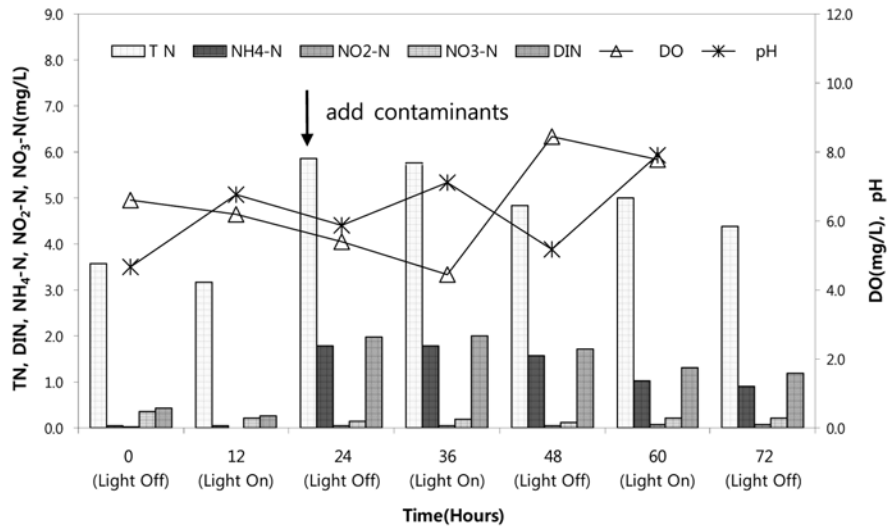 9.0
8.0
7.0
6.0
5.0
4.0
3.0
2.0
1.0
0.0
TN, DIN, NH₄-N, NO₂-N, NO₃-N(mg/L)
T N NH4-N NO2-N NO3-N DIN DO pH
add contaminants
12.0
10.0
8.0
6.0
4.0
2.0
0.0
DO(mg/L), pH
0 12 24 36 48 60 72
(Light Off) (Light On) (Light Off) (Light On) (Light Off) (Light On) (Light Off)
Time(Hours)